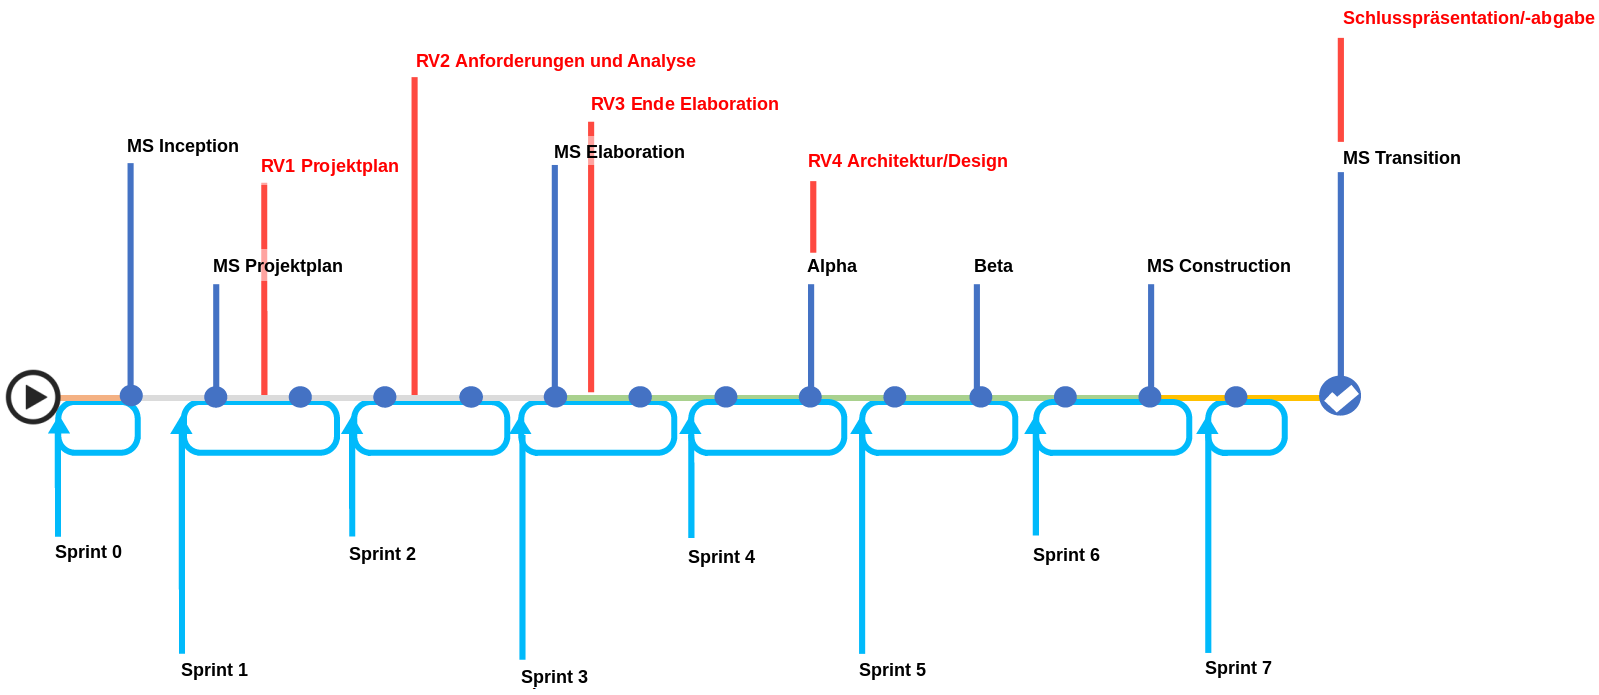 Schlusspräsentation/-abgabe
RV2 Anforderungen und Analyse
RV3 Ende Elaboration
MS Inception
MS Elaboration
RV1 Projektplan
RV4 Architektur/Design
MS Transition
MS Projektplan
Alpha
Beta
MS Construction
Sprint 0
Sprint 2
Sprint 4
Sprint 6
Sprint 1
Sprint 3
Sprint 5
Sprint 7